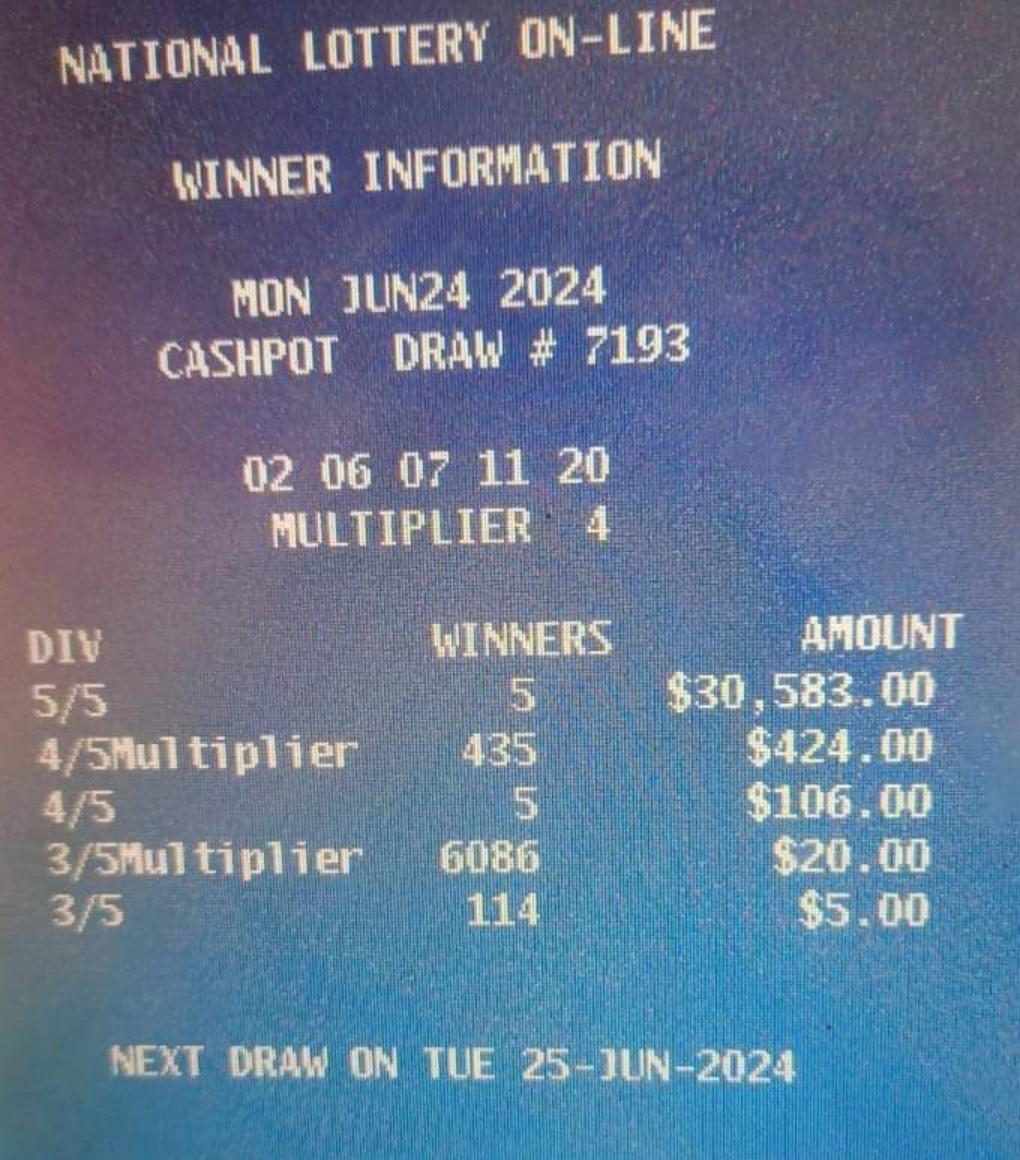 NATIONAL LOTTERY ON-LINE
WINNER INFORMATION
MON JUN24 2024
CASHPOT DRAW # 7193
02 06 07 11 20
MULTIPLIER 4
DIV WINNERS AMOUNT
5/5 5 $30,583.00
4/5Multiplier 435 $424.00
4/5 5 $106.00
3/5Multiplier 6086 $20.00
3/5 114 $5.00
NEXT DRAW ON TUE 25-JUN-2024